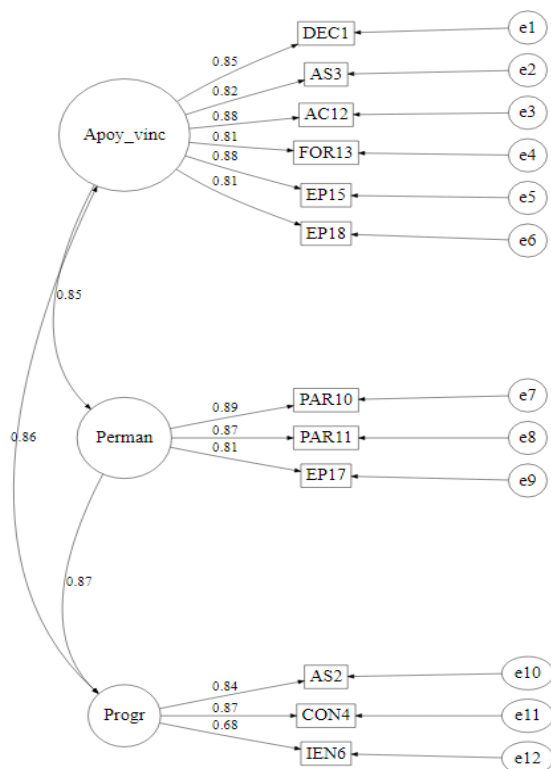 DEC1
e1
0.85
AS3
e2
0.82
AC12
e3
0.88
Apoy_vinc
FOR13
e4
0.81
EP15
e5
0.88
EP18
e6
0.81
0.85
PAR10
e7
0.89
Perman
PAR11
e8
0.87
EP17
e9
0.81
0.86
0.87
AS2
e10
0.84
Progr
CON4
e11
0.87
IEN6
e12
0.68